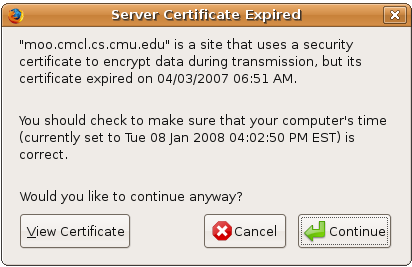 Server Certificate Expired
"moo.cmcl.cs.cmu.edu" is a site that uses a security
certificate to encrypt data during transmission, but its
certificate expired on 04/03/2007 06:51 AM.
You should check to make sure that your computer's time
(currently set to Tue 08 Jan 2008 04:02:50 PM EST) is
correct.
Would you like to continue anyway?
View Certificate
Cancel
Continue